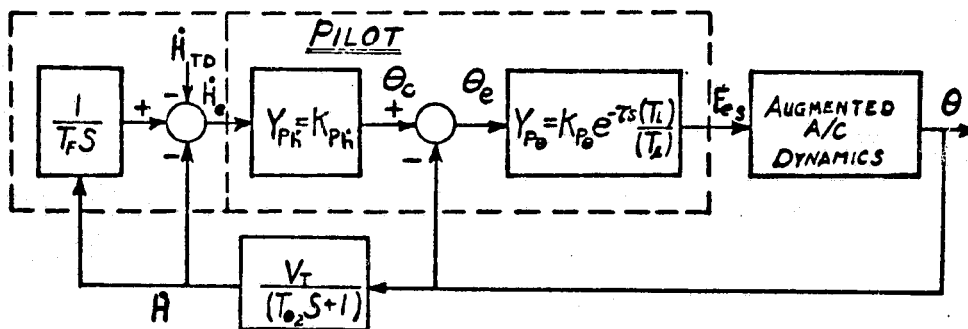 PILOT
Ḣ_TD
-
+
-
Ḣ_e
1
T_F S
Y_Pḣ = K_Pḣ
θ_c
+
-
θ_e
Y_Pθ = K_Pθ e^-τs (T_L)
(T_ℓ)
F_es
AUGMENTED
A/C
DYNAMICS
θ
Ḣ
V_T
(T_θ2 S+1)